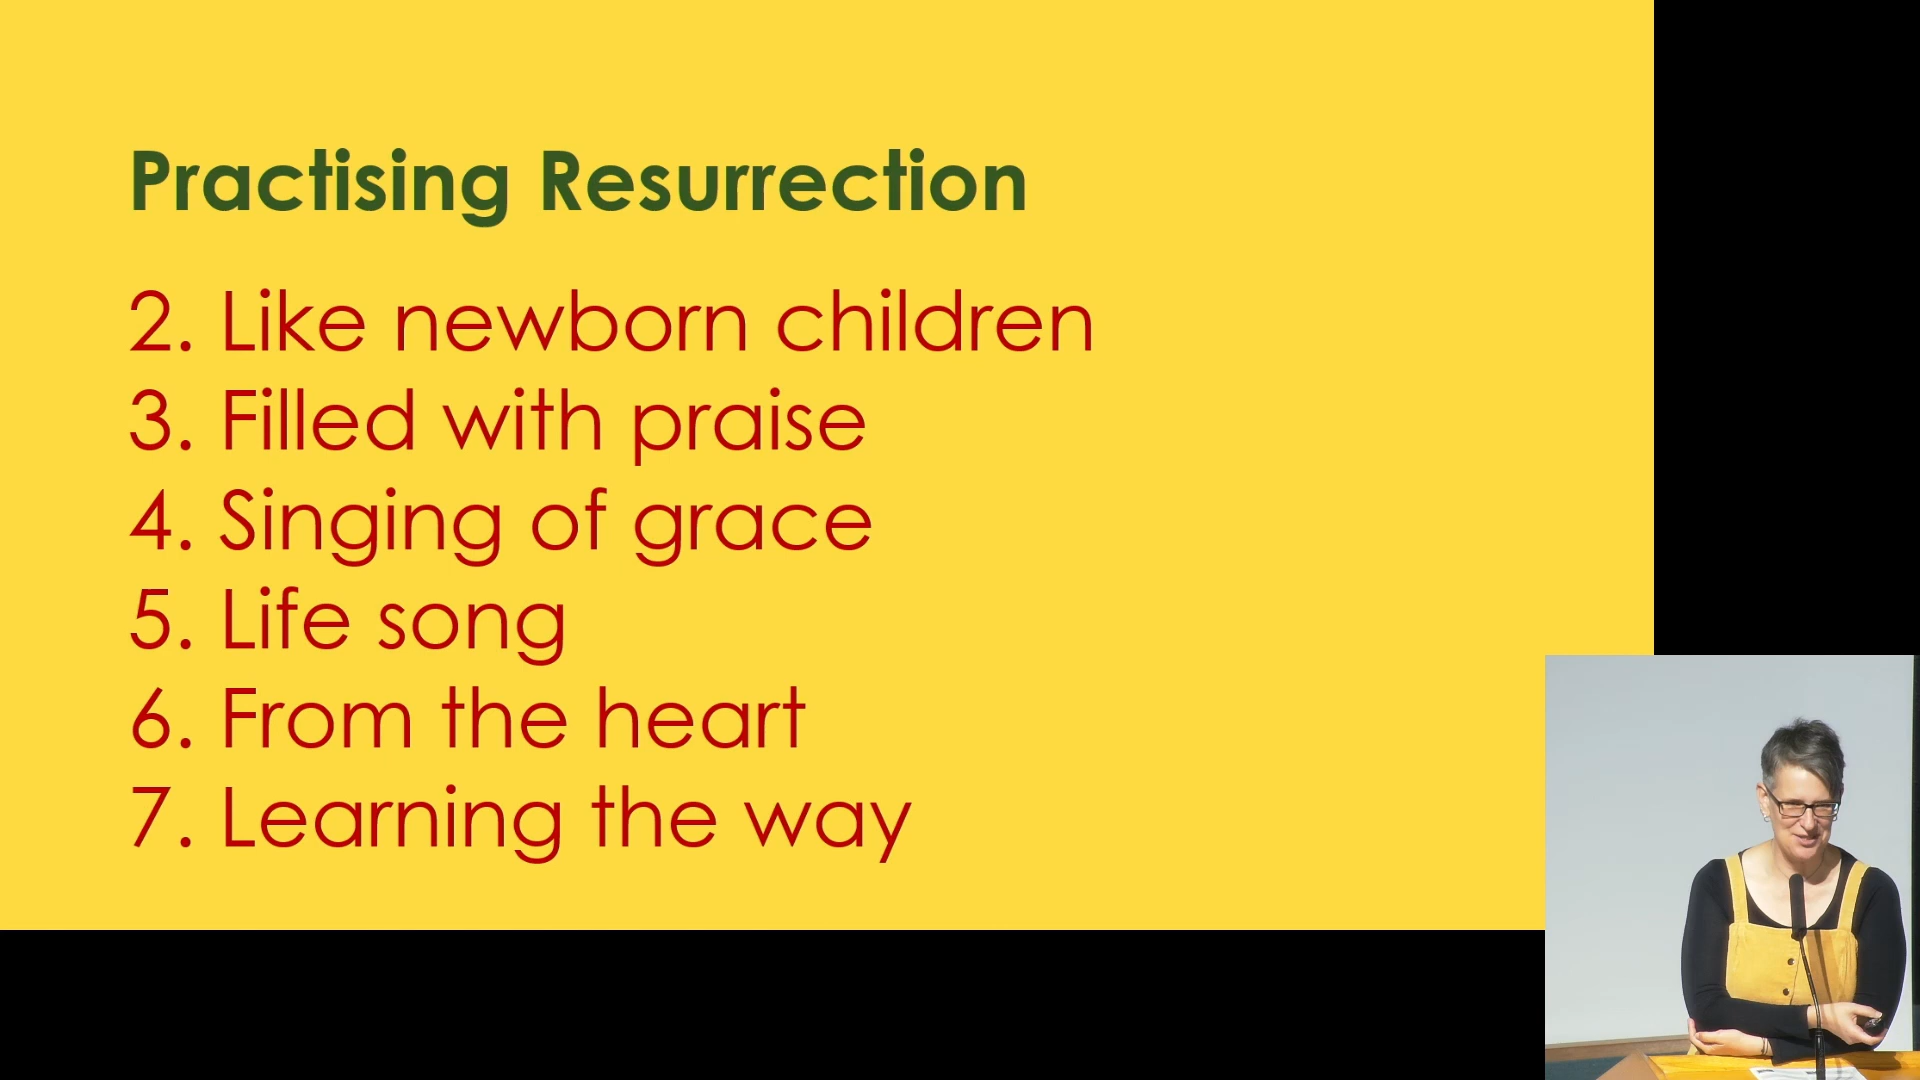 Practising Resurrection
2. Like newborn children
3. Filled with praise
4. Singing of grace
5. Life song
6. From the heart
7. Learning the way